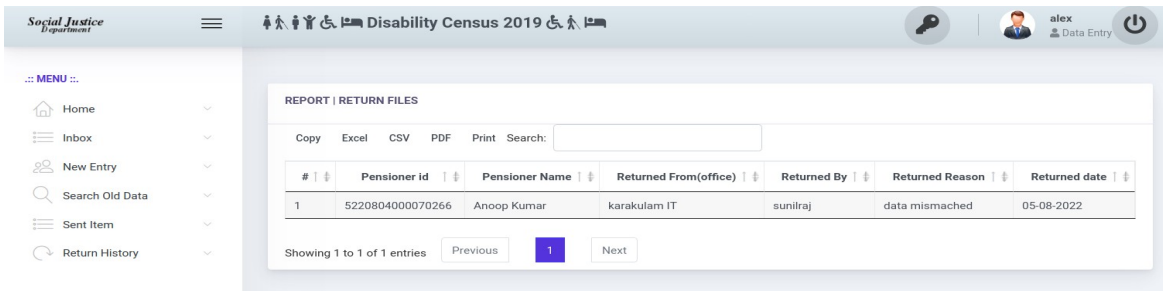 Social Justice
Department
Disability Census 2019
alex
Data Entry
.:: MENU ::.
Home
Inbox
New Entry
Search Old Data
Sent Item
Return History
REPORT | RETURN FILES
Copy Excel CSV PDF Print Search:
# Pensioner id Pensioner Name Returned From(office) Returned By Returned Reason Returned date
1 5220804000070266 Anoop Kumar karakulam IT sunilraj data mismached 05-08-2022
Showing 1 to 1 of 1 entries Previous 1 Next